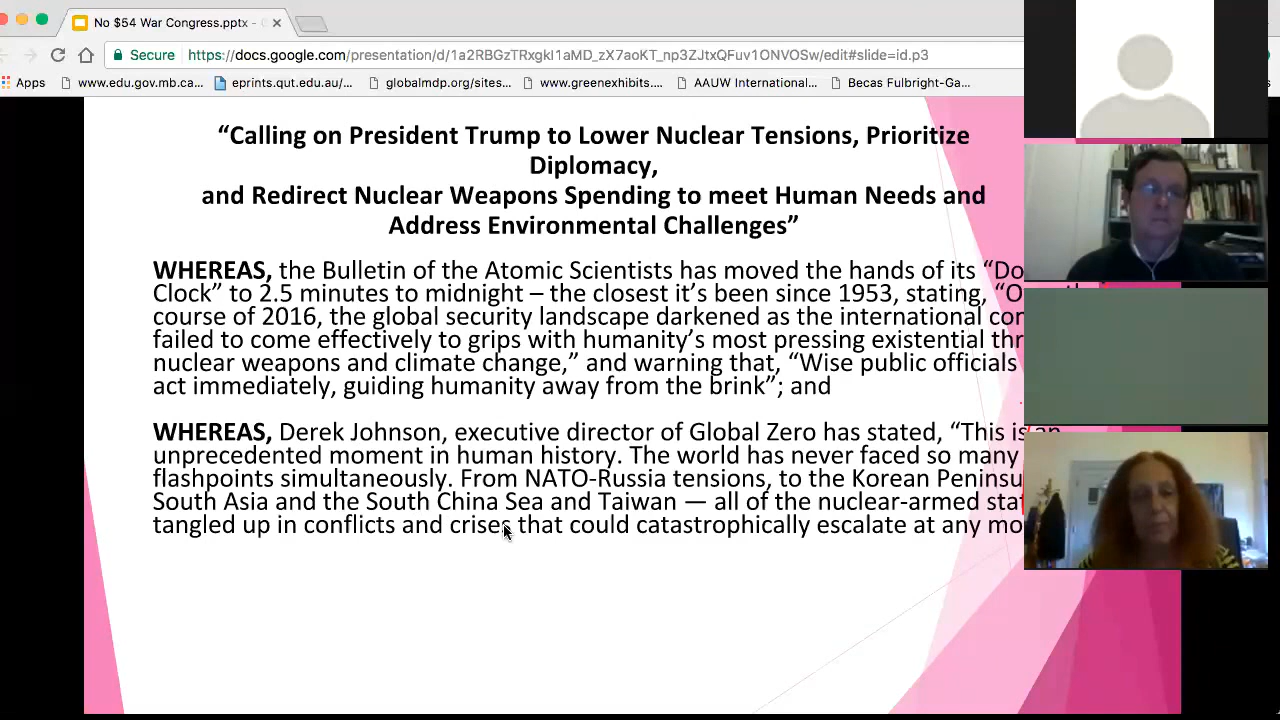 No $54 War Congress.pptx -
Secure https://docs.google.com/presentation/d/1a2RBGzTRxgkI1aMD_zX7aoKT_np3ZJtxQFuv1ONVOSw/edit#slide=id.p3
Apps www.edu.gov.mb.ca... eprints.qut.edu.au/... globalmdp.org/sites... www.greenexhibits.... AAUW International... Becas Fulbright-Ga...
“Calling on President Trump to Lower Nuclear Tensions, Prioritize
Diplomacy,
and Redirect Nuclear Weapons Spending to meet Human Needs and
Address Environmental Challenges”
WHEREAS, the Bulletin of the Atomic Scientists has moved the hands of its
Clock” to 2.5 minutes to midnight – the closest it’s been since 1953, stating,
course of 2016, the global security landscape darkened as the international
failed to come effectively to grips with humanity’s most pressing existential
nuclear weapons and climate change,” and warning that, “Wise public officials
act immediately, guiding humanity away from the brink”; and
WHEREAS, Derek Johnson, executive director of Global Zero has stated, “This is an
unprecedented moment in human history. The world has never faced so many
flashpoints simultaneously. From NATO-Russia tensions, to the Korean
South Asia and the South China Sea and Taiwan — all of the nuclear-armed
tangled up in conflicts and crises that could catastrophically escalate at any